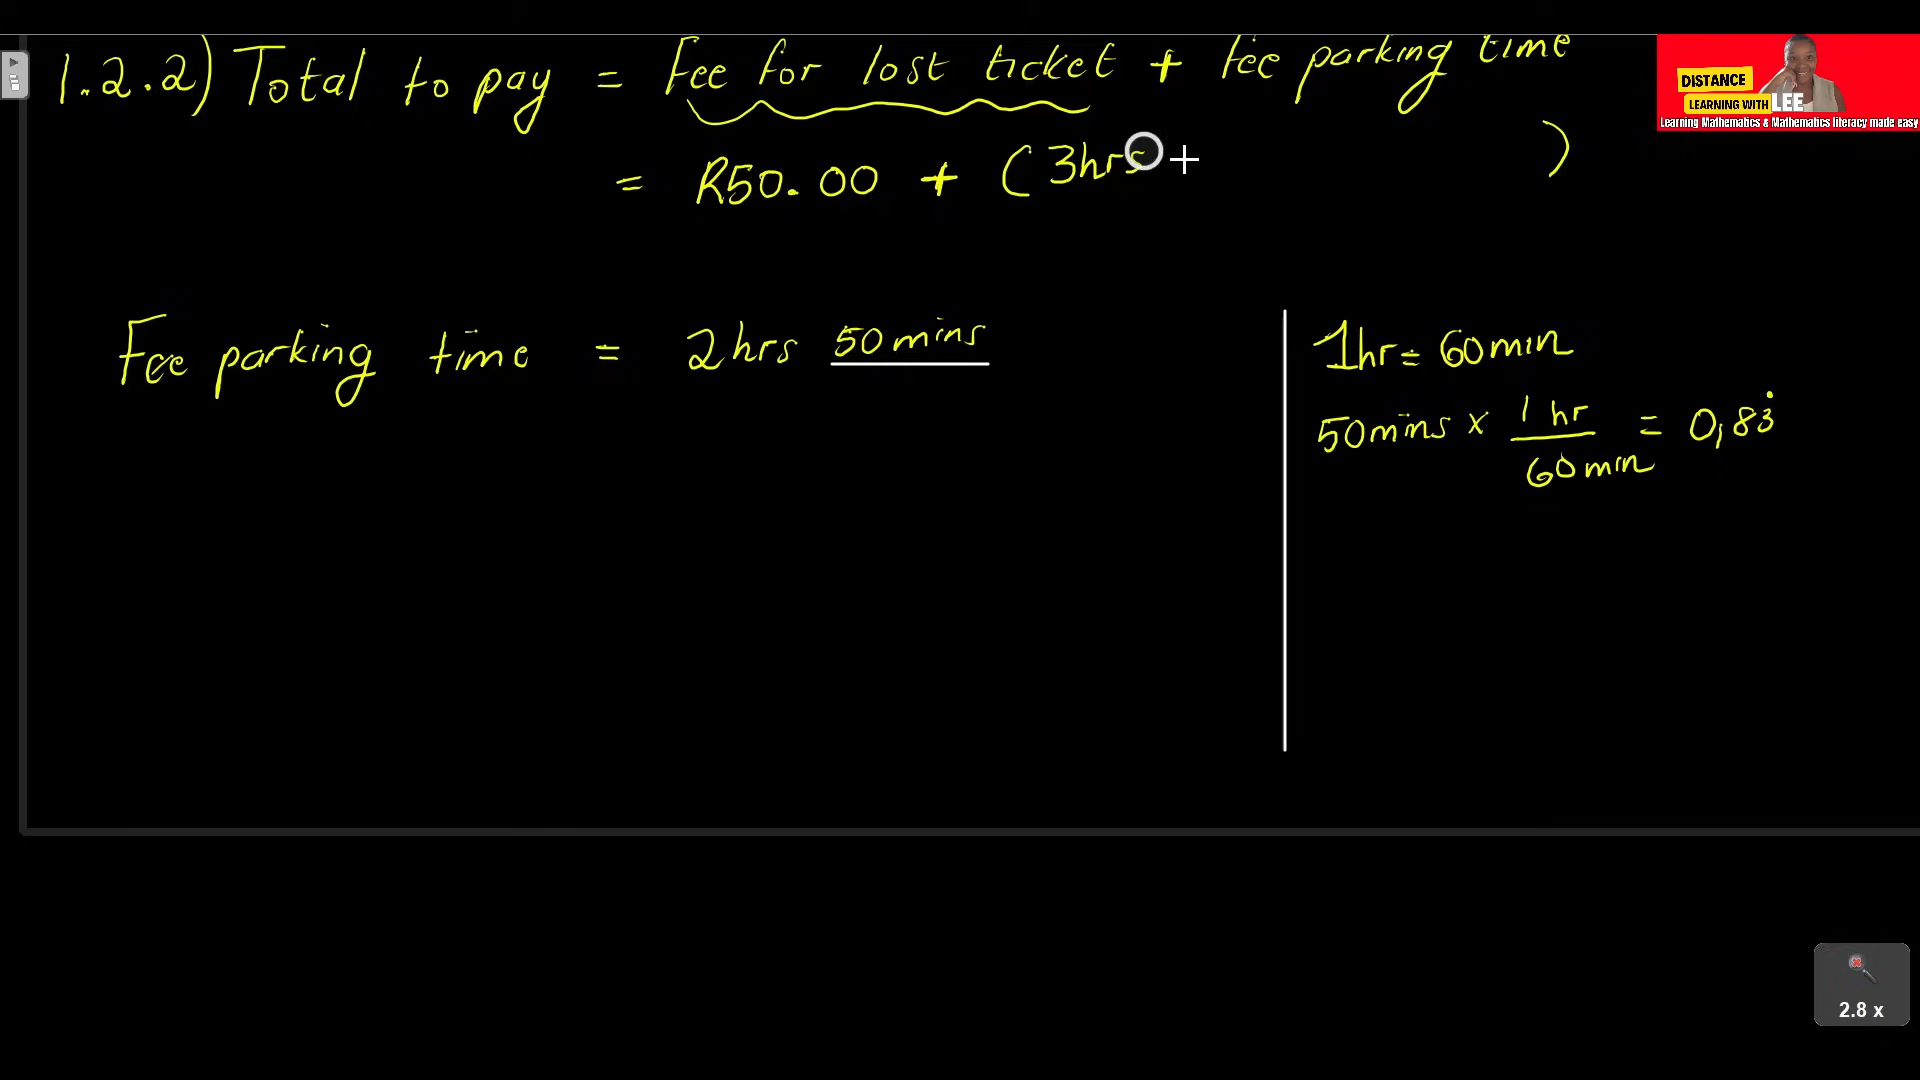 1.2.2) Total to pay = Fee for lost ticket + fee parking time
= R50.00 + ( 3hrs )
Fee parking time = 2hrs 50mins
1hr = 60min
50mins x 1 hr / 60min = 0,83̇
DISTANCE
LEARNING WITH LEE
Learning Mathematics & Mathematics literacy made easy
2.8 x